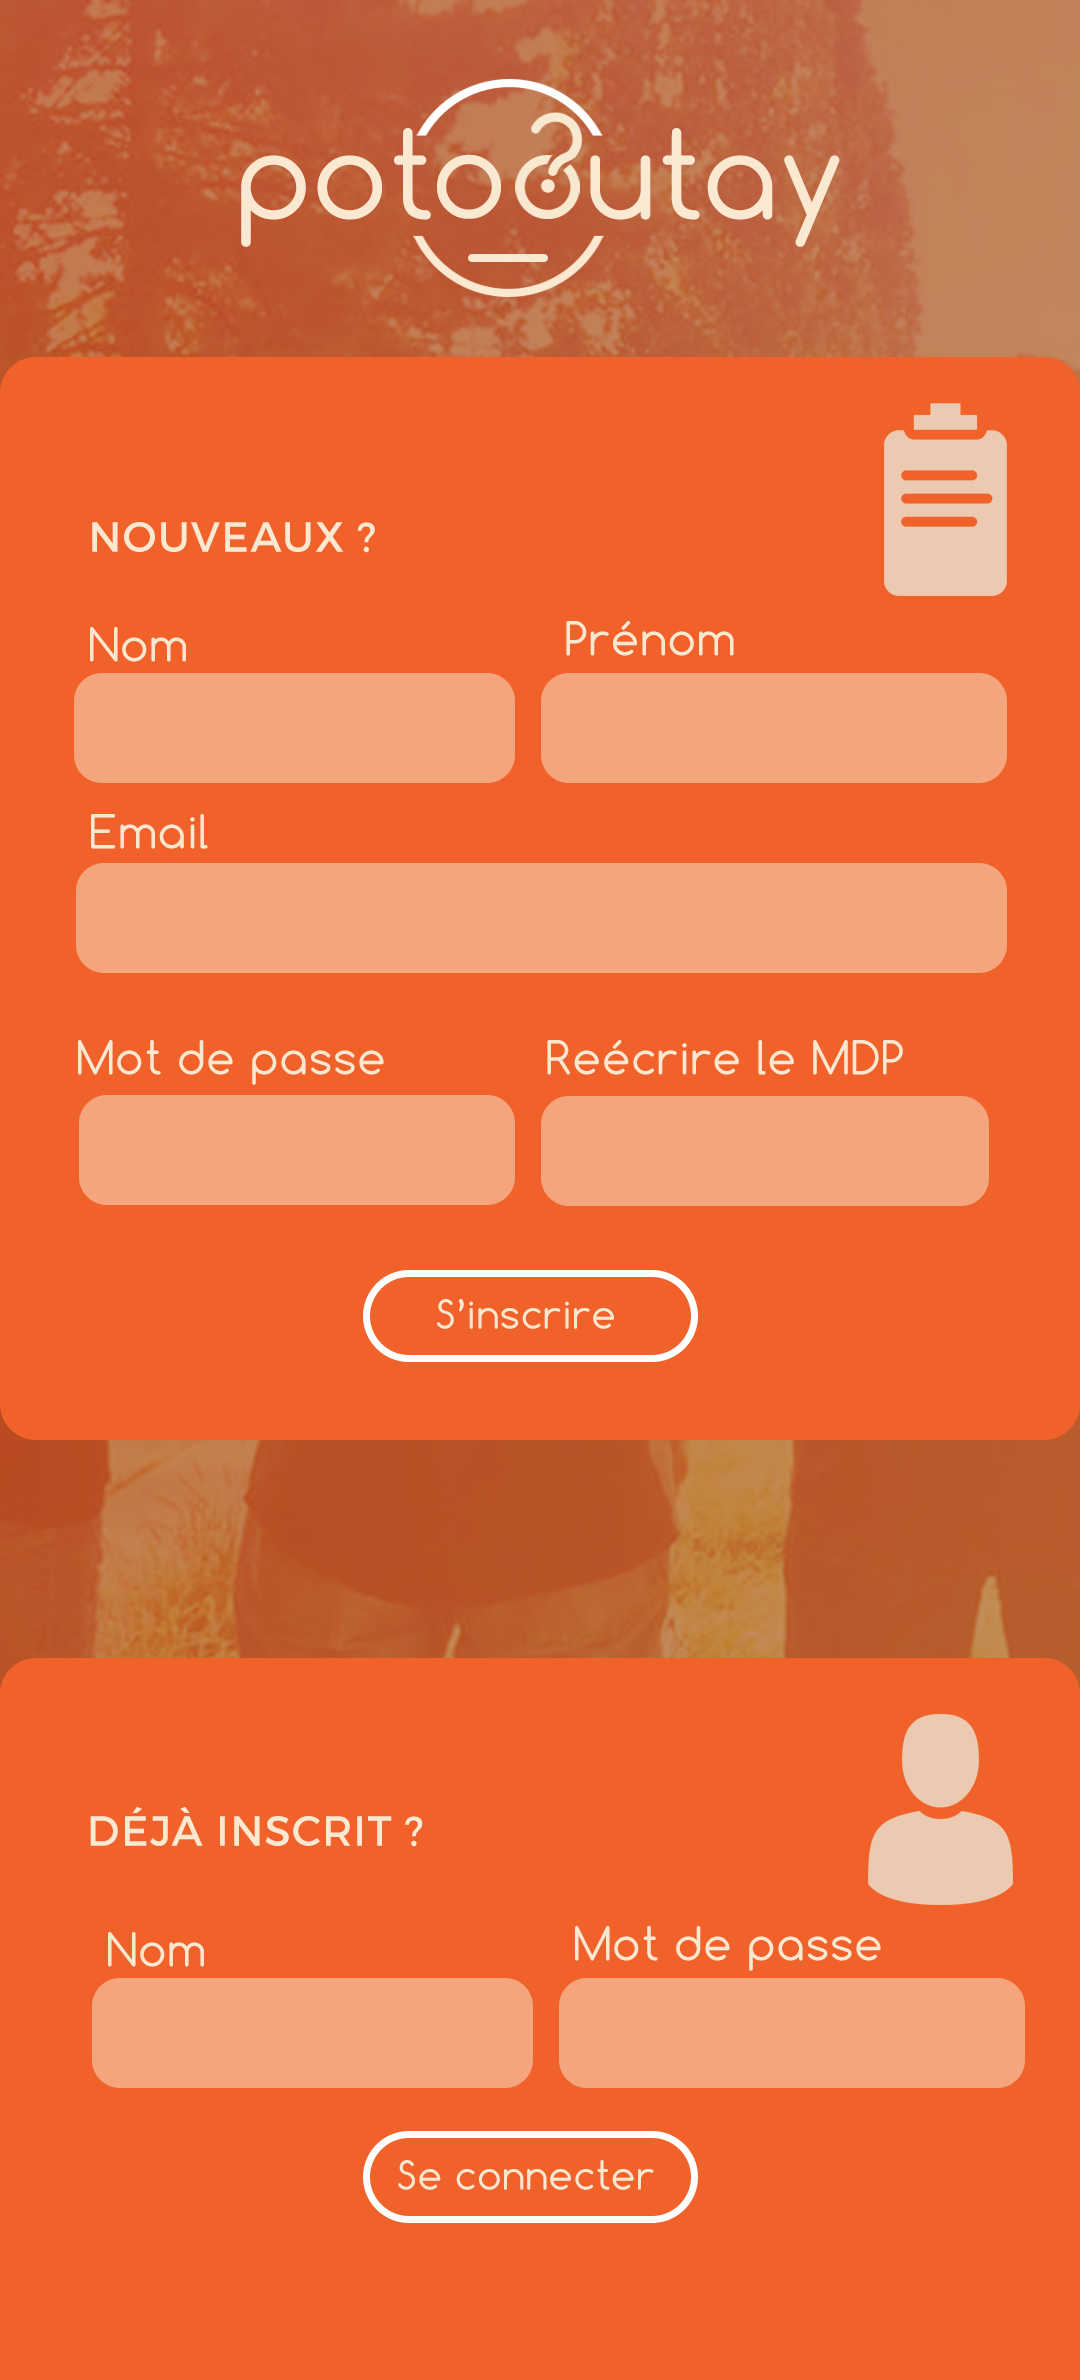 potooutay
NOUVEAUX ?
Nom
Prénom
Email
Mot de passe
Reécrire le MDP
S'inscrire
DÉJÀ INSCRIT ?
Nom
Mot de passe
Se connecter